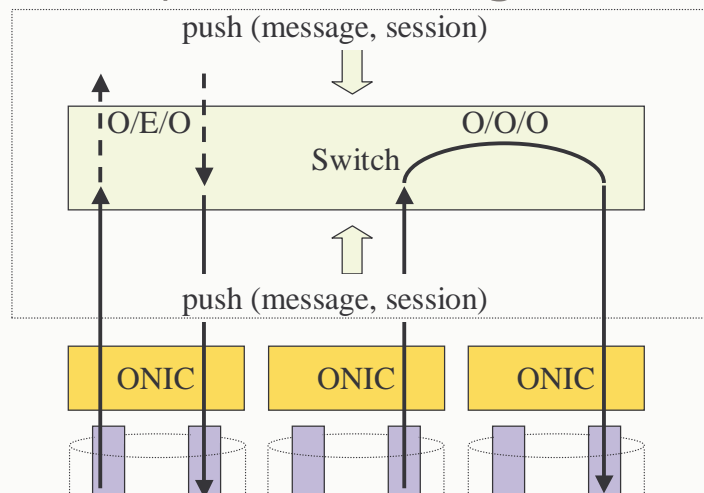 push (message, session)
O/E/O
O/O/O
Switch
push (message, session)
ONIC
ONIC
ONIC